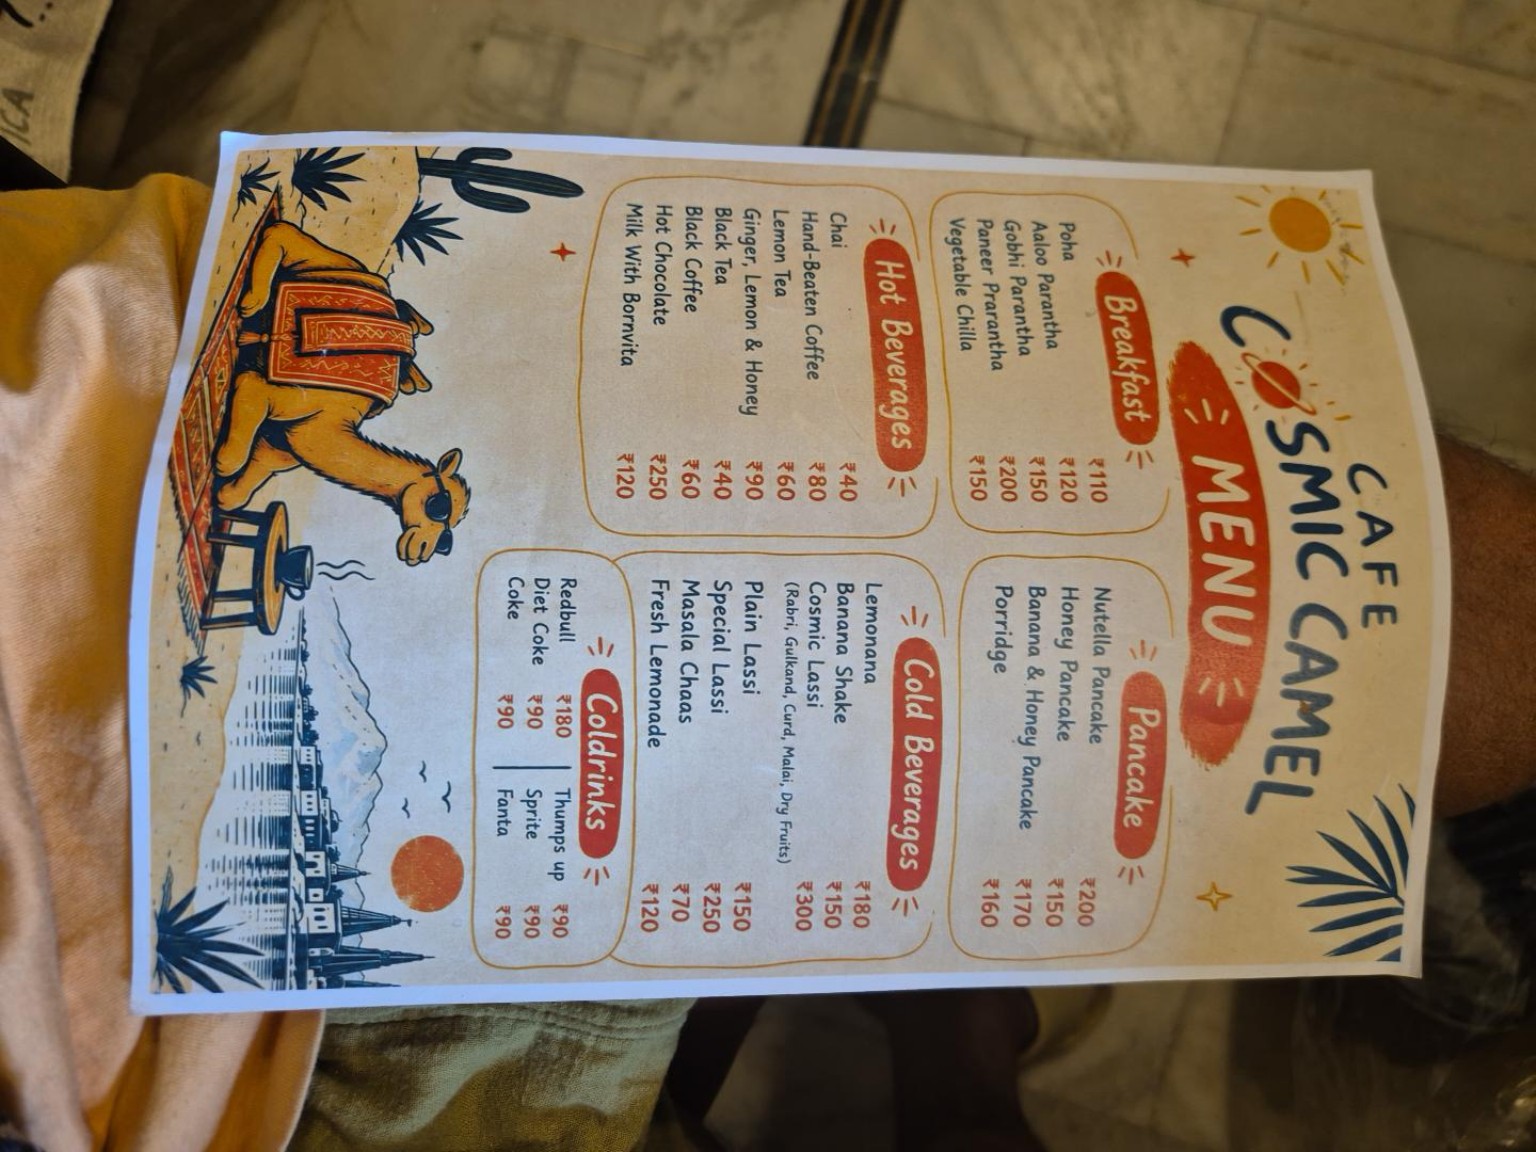 CAFE
COSMIC CAMEL
MENU
Breakfast
Poha ₹110
Aaloo Parantha ₹120
Gobhi Parantha ₹150
Paneer Prarantha ₹200
Vegetable Chilla ₹150
Pancake
Nutella Pancake ₹200
Honey Pancake ₹150
Banana & Honey Pancake ₹170
Porridge ₹160
Hot Beverages
Chai ₹40
Hand-Beaten Coffee ₹80
Lemon Tea ₹60
Ginger, Lemon & Honey ₹90
Black Tea ₹40
Black Coffee ₹60
Hot Chocolate ₹250
Milk With Bornvita ₹120
Cold Beverages
Lemonana ₹180
Banana Shake ₹150
Cosmic Lassi ₹300
(Rabri, Gulkand, Curd, Malai, Dry Fruits)
Plain Lassi ₹150
Special Lassi ₹250
Masala Chaas ₹70
Fresh Lemonade ₹120
Coldrinks
Redbull ₹180 | Thumps up ₹90
Diet Coke ₹90 | Sprite ₹90
Coke ₹90 | Fanta ₹90